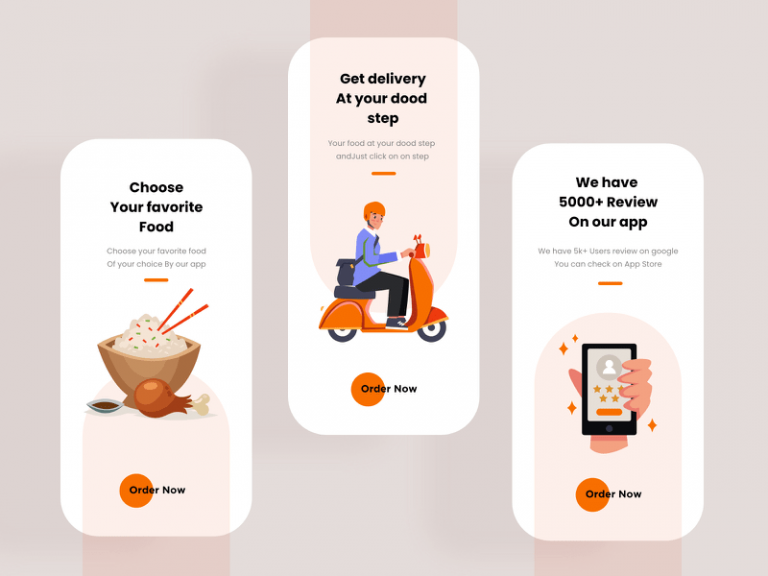 Choose
Your favorite
Food
Choose your favorite food
Of your choice By our app
Order Now
Get delivery
At your dood
step
Your food at your dood step
andJust click on on step
Order Now
We have
5000+ Review
On our app
We have 5k+ Users review on google
You can check on App Store
Order Now